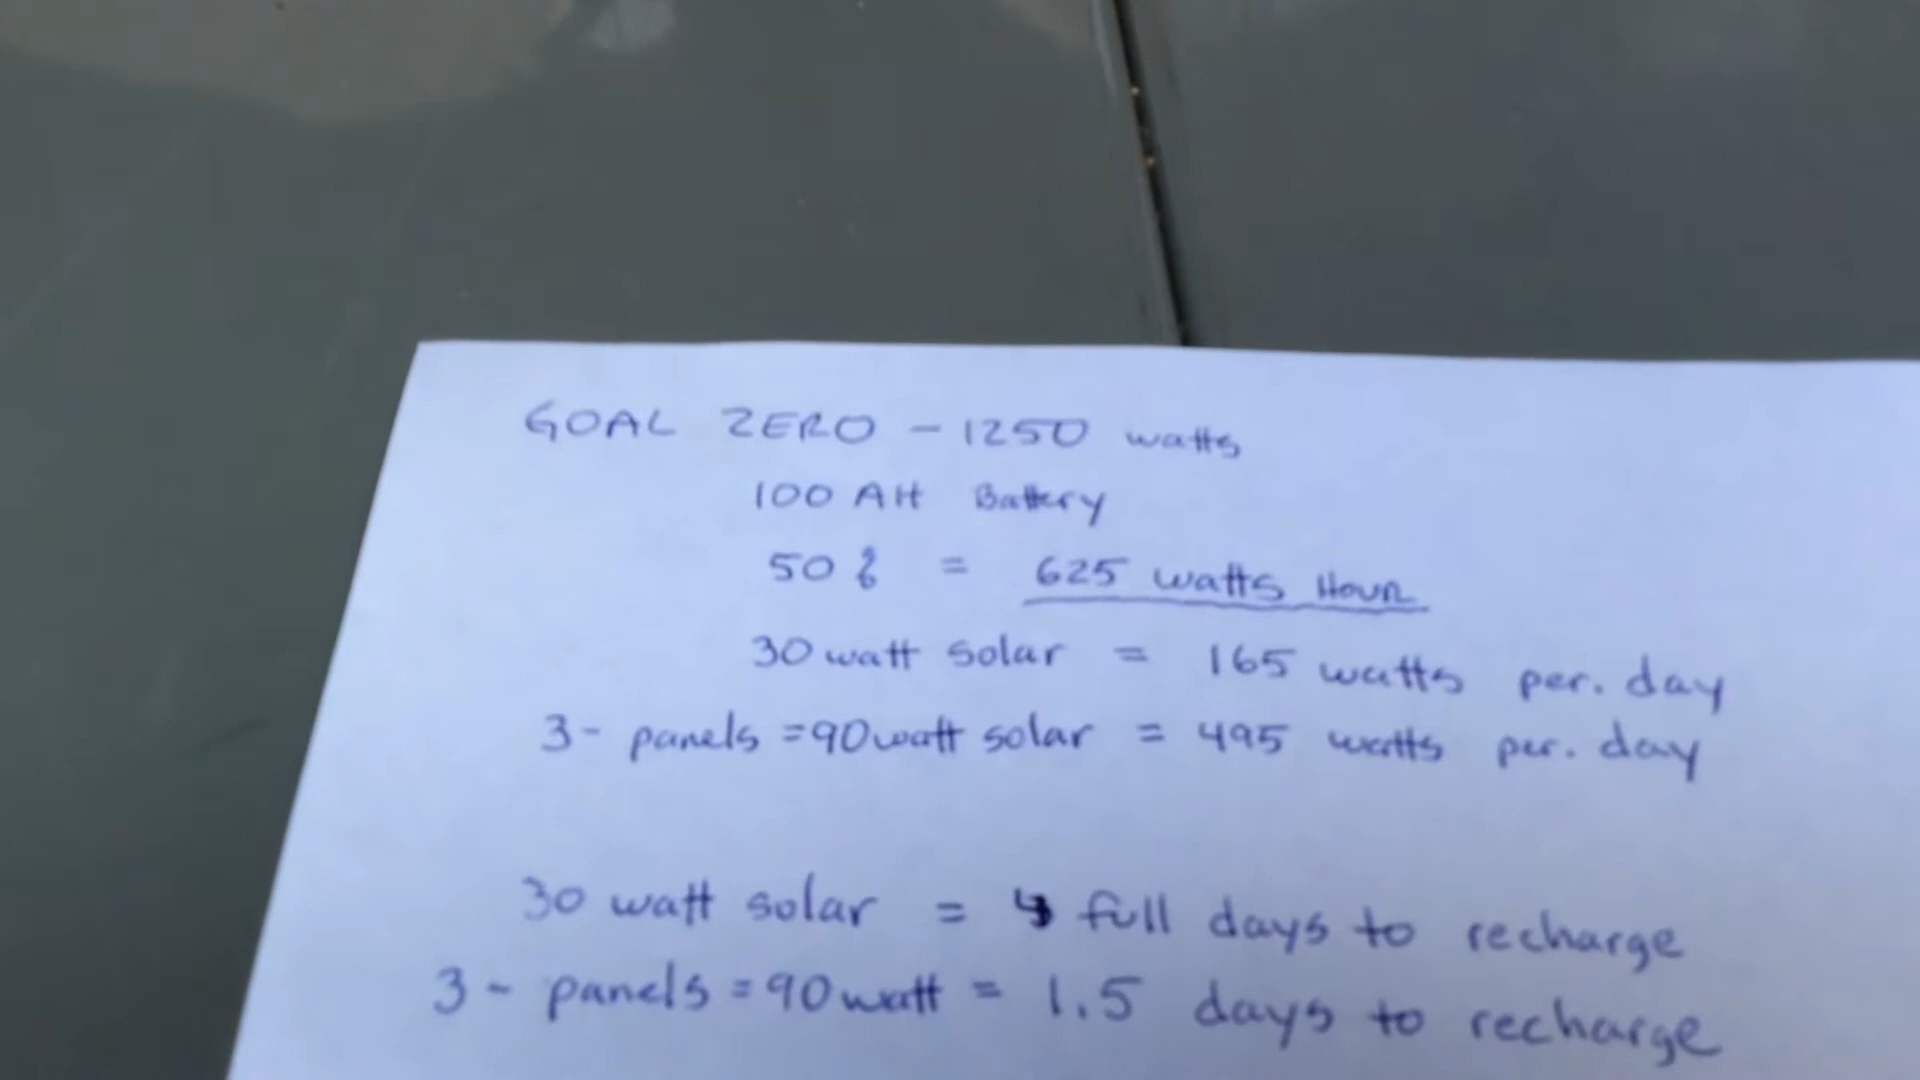 GOAL ZERO - 1250 watts
100 AH Battery
50 % = 625 watts Hour
30 watt solar = 165 watts per. day
3- panels = 90 watt solar = 495 watts per. day
30 watt solar = 4 full days to recharge
3- panels = 90 watt = 1.5 days to recharge